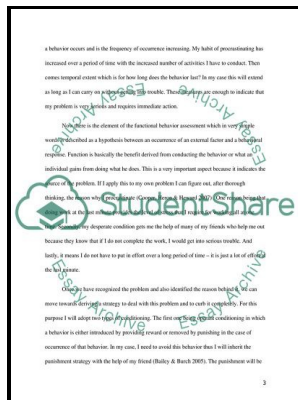 a behavior occurs and is the frequency of occurrence increasing. My habit of procrastinating has
increased over a period of time with the increased number of activities I have to conduct. Then
comes temporal extent which is for how long does the behavior last? In my case this will extend
as long as I can carry on without getting in trouble. These are enough to indicate that
my problem is very serious and requires immediate action.
Now there is the element of the functional behavior assessment which in very simple
words is described as a hypothesis between an occurrence of an external factor and a behavioral
response. Function is basically the benefit derived from conducting the behavior or what an
individual gains from doing what he does. This is a very important aspect because it indicates the
source of the problem. If I apply this to my own problem I can figure out, after thorough
thinking, the reason why I procrastinate (Cooper, Heron & Heward 2007). One reason being that
doing work at the last minute
time. Secondly, my desperate condition gets me the help of many of my friends who help me out
because they know that if I do not complete the work, I would get into serious trouble. And
lastly, it means I do not have to put in effort over a long period of time – it is just a lot of effort at
the last minute.
Once we have recognized the problem and also identified the reason behind it, we can
move towards deriving a strategy to deal with this problem and to curb it completely. For this
purpose I will adopt two types of conditioning. The first one being operant conditioning in which
a behavior is either introduced by providing reward or removed by punishing in the case of
occurrence of that behavior. In my case, I need to avoid this behavior thus I will inherit the
punishment strategy with the help of my friend (Bailey & Burch 2005). The punishment will be
3
StudentShare
Essay Creator